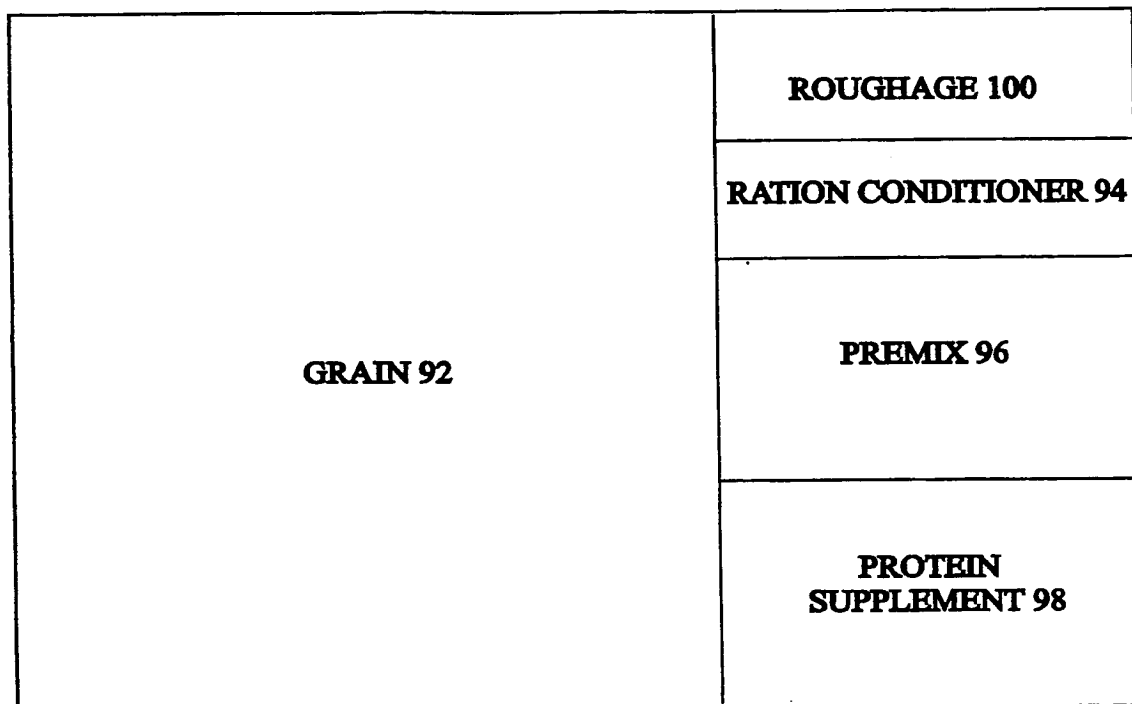 GRAIN 92
ROUGHAGE 100
RATION CONDITIONER 94
PREMIX 96
PROTEIN
SUPPLEMENT 98